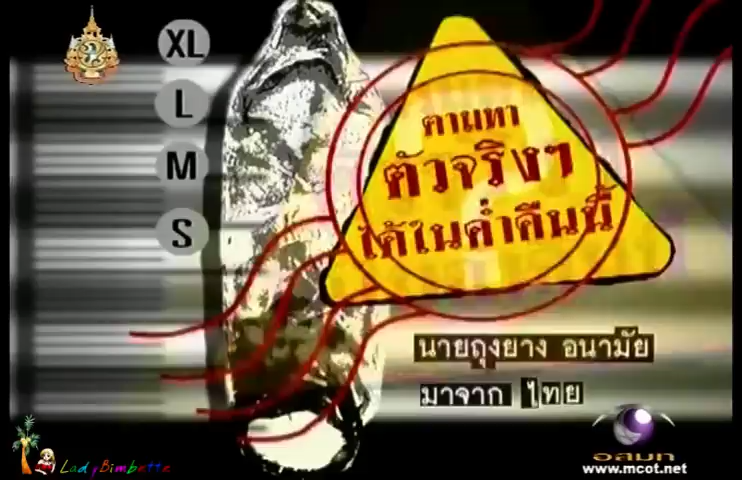 XL
L
M
S
ตามหา
ตัวจริงๆ
ได้ในค่ำคืนนี้
นายถุงยาง อนามัย
มาจาก ไทย
อสมท
www.mcot.net
LadyBimbette